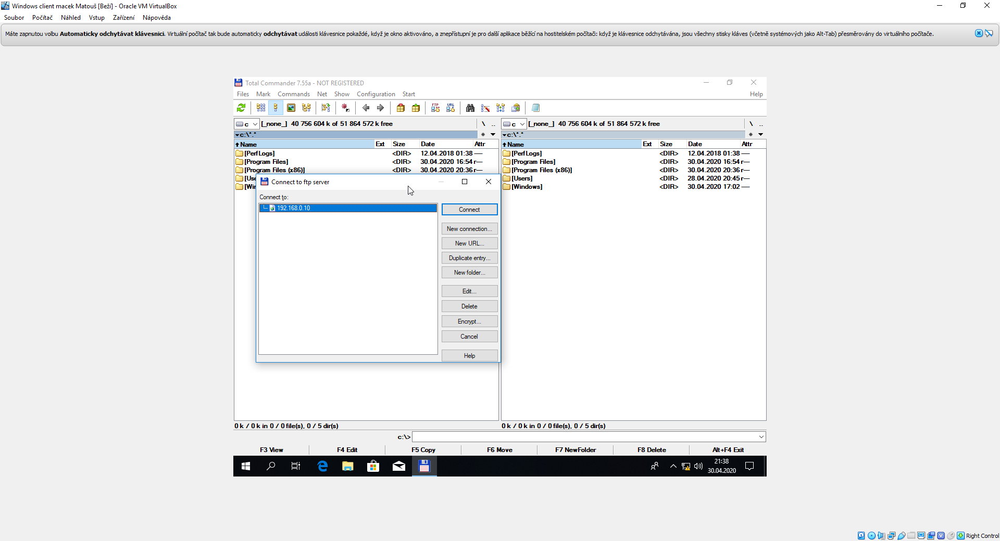 Windows client macek Matouš [Beží] - Oracle VM VirtualBox
Soubor Počítač Náhled Vstup Zařízení Nápověda
Máte zapnutou volbu Automaticky odchytávat klávesnici. Virtuální počítač tak bude automaticky odchytávat události klávesnice pokaždé, když je okno aktivováno, a znepřístupní je pro další aplikace běžící na hostitelském počítači: když je klávesnice odchytávána, jsou všechny stisky kláves (včetně systémových jako Alt-Tab) přesměrovány do virtuálního počítače.
Total Commander 7.55a - NOT REGISTERED
Files Mark Commands Net Show Configuration Start Help
FTP URL
c [_none_] 40 756 604 k of 51 864 572 k free \ ..
c [_none_] 40 756 604 k of 51 864 572 k free \ ..
c:\*.* *
c:\*.* *
Name Ext Size Date Attr
[PerfLogs] <DIR> 12.04.2018 01:38 ----
[Program Files] <DIR> 30.04.2020 16:54 r---
[Program Files (x86)] <DIR> 30.04.2020 20:36 r---
[Use
[Wir
Name Ext Size Date Attr
[PerfLogs] <DIR> 12.04.2018 01:38 ----
[Program Files] <DIR> 30.04.2020 16:54 r---
[Program Files (x86)] <DIR> 30.04.2020 20:36 r---
[Users] <DIR> 28.04.2020 20:45 r---
[Windows] <DIR> 30.04.2020 17:02 ----
Connect to ftp server
Connect to:
192.168.0.10
Connect
New connection...
New URL...
Duplicate entry...
New folder...
Edit...
Delete
Encrypt...
Cancel
Help
0 k / 0 k in 0 / 0 file(s), 0 / 5 dir(s)
0 k / 0 k in 0 / 0 file(s), 0 / 5 dir(s)
c:\>
F3 View F4 Edit F5 Copy F6 Move F7 NewFolder F8 Delete Alt+F4 Exit
21:38
30.04.2020
Right Control